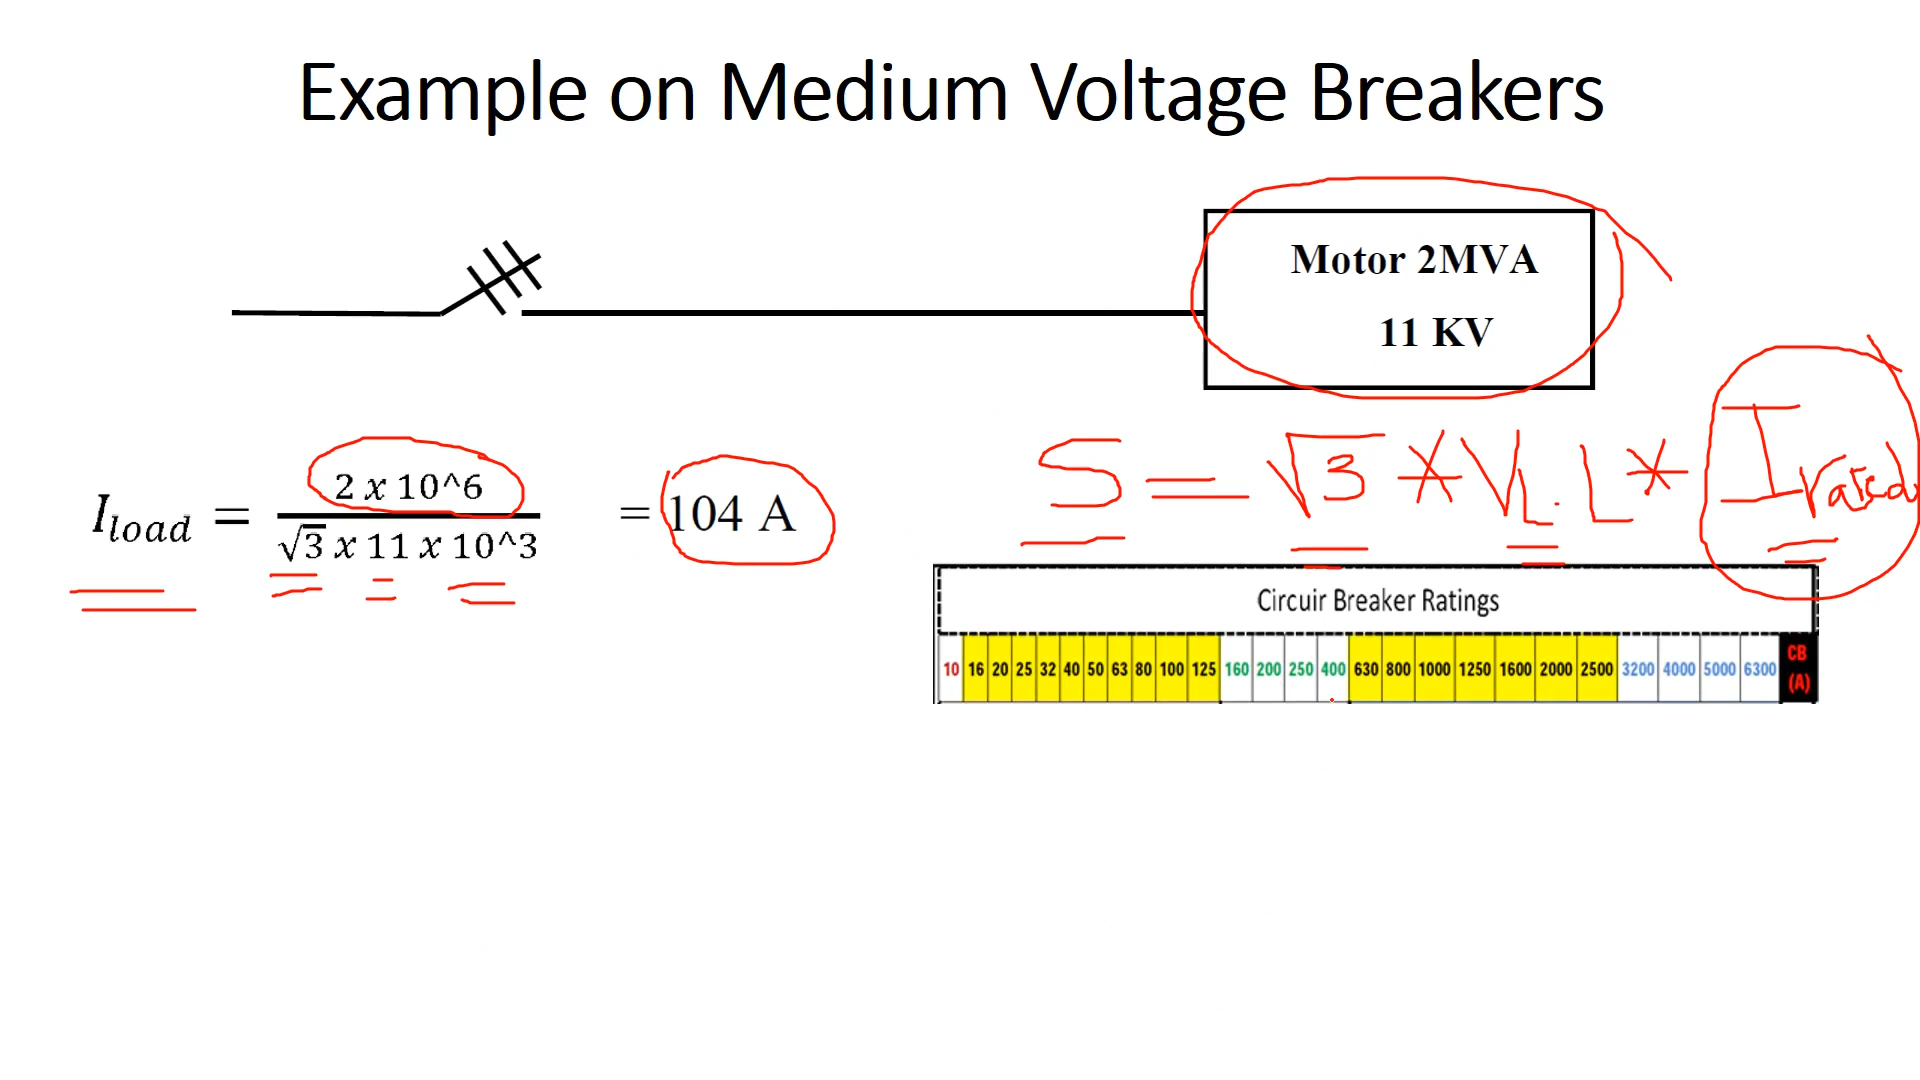 Example on Medium Voltage Breakers
Motor 2MVA
11 KV
I_load = 2 x 10^6 / √3 x 11 x 10^3 = 104 A
S = √3 * VL.L * Irated
Circuir Breaker Ratings
10 16 20 25 32 40 50 63 80 100 125 160 200 250 400 630 800 1000 1250 1600 2000 2500 3200 4000 5000 6300 CB (A)